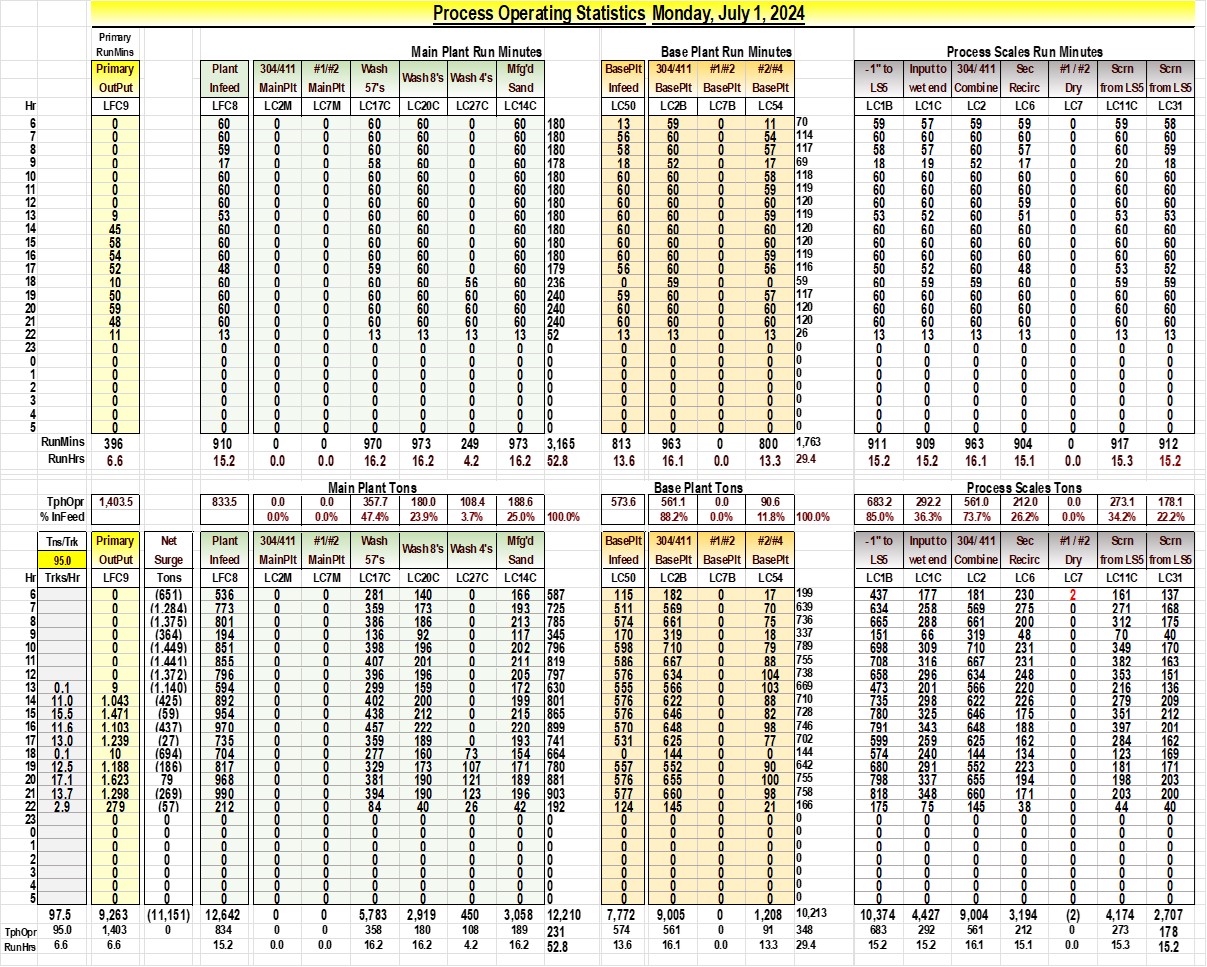 Process Operating Statistics Monday, July 1, 2024
Primary
RunMins Main Plant Run Minutes Base Plant Run Minutes Process Scales Run Minutes
Primary Plant 304/411 #1/#2 Wash Wash 8's Wash 4's Mfg'd BasePlt 304/411 #1/#2 #2/#4 -1" to Input to 304/ 411 Sec #1 / #2 Scrn Scrn
OutPut Infeed MainPlt MainPlt 57's Sand Infeed BasePlt BasePlt BasePlt LS5 wet end Combine Recirc Dry from LS5 from LS5
Hr LFC9 LFC8 LC2M LC7M LC17C LC20C LC27C LC14C LC50 LC2B LC7B LC54 LC1B LC1C LC2 LC6 LC7 LC11C LC31
6 0 60 0 0 60 60 0 60 180 13 59 0 11 70 59 57 59 59 0 59 58
7 0 60 0 0 60 60 0 60 180 56 60 0 54 114 60 60 60 60 0 60 60
8 0 59 0 0 60 60 0 60 180 58 60 0 57 117 58 57 60 58 0 60 59
9 0 17 0 0 58 60 0 60 178 18 52 0 17 69 18 19 52 17 0 20 18
10 0 60 0 0 60 60 0 60 180 60 60 0 58 118 60 60 60 60 0 60 60
11 0 60 0 0 60 60 0 60 180 60 60 0 59 119 60 60 60 60 0 60 60
12 0 60 0 0 60 60 0 60 180 60 60 0 60 120 60 60 60 59 0 60 60
13 9 53 0 0 60 60 0 60 180 60 60 0 59 119 53 52 60 51 0 53 53
14 45 60 0 0 60 60 0 60 180 60 60 0 60 120 60 60 60 60 0 60 60
15 58 60 0 0 60 60 0 60 180 60 60 0 60 120 60 60 60 60 0 60 60
16 54 60 0 0 60 60 0 60 180 60 60 0 59 119 60 60 60 60 0 60 60
17 52 48 0 0 59 60 0 60 179 56 60 0 56 116 50 52 60 48 0 53 52
18 10 60 0 0 60 60 56 60 236 0 59 0 0 59 60 59 59 60 0 59 59
19 50 60 0 0 60 60 60 60 240 59 60 0 57 117 60 60 60 60 0 60 60
20 59 60 0 0 60 60 60 60 240 60 60 0 60 120 60 60 60 60 0 60 60
21 48 60 0 0 60 60 60 60 240 60 60 0 60 120 60 60 60 60 0 60 60
22 11 13 0 0 13 13 13 13 52 13 13 0 13 26 13 13 13 13 0 13 13
23 0 0 0 0 0 0 0 0 0 0 0 0 0 0 0 0 0 0 0 0 0
0 0 0 0 0 0 0 0 0 0 0 0 0 0 0 0 0 0 0 0 0 0
1 0 0 0 0 0 0 0 0 0 0 0 0 0 0 0 0 0 0 0 0 0
2 0 0 0 0 0 0 0 0 0 0 0 0 0 0 0 0 0 0 0 0 0
3 0 0 0 0 0 0 0 0 0 0 0 0 0 0 0 0 0 0 0 0 0
4 0 0 0 0 0 0 0 0 0 0 0 0 0 0 0 0 0 0 0 0 0
5 0 0 0 0 0 0 0 0 0 0 0 0 0 0 0 0 0 0 0 0 0
RunMins 396 910 0 0 970 973 249 973 3,165 813 963 0 800 1,763 911 909 963 904 0 917 912
RunHrs 6.6 15.2 0.0 0.0 16.2 16.2 4.2 16.2 52.8 13.6 16.1 0.0 13.3 29.4 15.2 15.2 16.1 15.1 0.0 15.3 15.2
Main Plant Tons Base Plant Tons Process Scales Tons
TphOpr 1,403.5 833.5 0.0 0.0 357.7 180.0 108.4 188.6 573.6 561.1 0.0 90.6 683.2 292.2 561.0 212.0 0.0 273.1 178.1
% InFeed 0.0% 0.0% 47.4% 23.9% 3.7% 25.0% 100.0% 88.2% 0.0% 11.8% 100.0% 85.0% 36.3% 73.7% 26.2% 0.0% 34.2% 22.2%
Tns/Trk Primary Net Plant 304/411 #1/#2 Wash Wash 8's Wash 4's Mfg'd BasePlt 304/411 #1/#2 #2/#4 -1" to Input to 304/ 411 Sec #1 / #2 Scrn Scrn
95.0 OutPut Surge Infeed MainPlt MainPlt 57's Sand Infeed BasePlt BasePlt BasePlt LS5 wet end Combine Recirc Dry from LS5 from LS5
Hr Trks/Hr LFC9 Tons LFC8 LC2M LC7M LC17C LC20C LC27C LC14C LC50 LC2B LC7B LC54 LC1B LC1C LC2 LC6 LC7 LC11C LC31
6 0 (651) 536 0 0 281 140 0 166 587 115 182 0 17 199 437 177 181 230 2 161 137
7 0 (1.284) 773 0 0 359 173 0 193 725 511 569 0 70 639 634 258 569 275 0 271 168
8 0 (1.375) 801 0 0 386 186 0 213 785 574 661 0 75 736 665 288 661 200 0 312 175
9 0 (364) 194 0 0 136 92 0 117 345 170 319 0 18 337 151 66 319 48 0 70 40
10 0 (1.449) 851 0 0 398 196 0 202 796 598 710 0 79 789 698 309 710 231 0 349 170
11 0 (1.441) 855 0 0 407 201 0 211 819 586 667 0 88 755 708 316 667 231 0 382 163
12 0 (1.372) 796 0 0 396 196 0 205 797 576 634 0 104 738 658 296 634 248 0 353 151
13 0.1 9 (1.140) 594 0 0 299 159 0 172 630 555 566 0 103 669 473 201 566 220 0 216 136
14 11.0 1.043 (425) 892 0 0 402 200 0 199 801 576 622 0 88 710 735 298 622 226 0 279 209
15 15.5 1.471 (59) 954 0 0 438 212 0 215 865 576 646 0 82 728 780 325 646 175 0 351 212
16 11.6 1.103 (437) 970 0 0 457 222 0 220 899 570 648 0 98 746 791 343 648 188 0 397 201
17 13.0 1.239 (27) 735 0 0 359 189 0 193 741 531 625 0 77 702 599 259 625 162 0 284 162
18 0.1 10 (694) 704 0 0 277 160 73 154 664 0 144 0 0 144 574 240 144 134 0 123 169
19 12.5 1.188 (186) 817 0 0 329 173 107 171 780 557 552 0 90 642 680 291 552 223 0 181 171
20 17.1 1.623 79 968 0 0 381 190 121 189 881 576 655 0 100 755 798 337 655 194 0 198 203
21 13.7 1.298 (269) 990 0 0 394 190 123 196 903 577 660 0 98 758 818 348 660 171 0 203 200
22 2.9 279 (57) 212 0 0 84 40 26 42 192 124 145 0 21 166 175 75 145 38 0 44 40
23 0 0 0 0 0 0 0 0 0 0 0 0 0 0 0 0 0 0 0 0 0 0
0 0 0 0 0 0 0 0 0 0 0 0 0 0 0 0 0 0 0 0 0 0 0
1 0 0 0 0 0 0 0 0 0 0 0 0 0 0 0 0 0 0 0 0 0 0
2 0 0 0 0 0 0 0 0 0 0 0 0 0 0 0 0 0 0 0 0 0 0
3 0 0 0 0 0 0 0 0 0 0 0 0 0 0 0 0 0 0 0 0 0 0
4 0 0 0 0 0 0 0 0 0 0 0 0 0 0 0 0 0 0 0 0 0 0
5 0 0 0 0 0 0 0 0 0 0 0 0 0 0 0 0 0 0 0 0 0 0
97.5 9,263 (11,151) 12,642 0 0 5,783 2,919 450 3,058 12,210 7,772 9,005 0 1,208 10,213 10,374 4,427 9,004 3,194 (2) 4,174 2,707
TphOpr 95.0 1,403 0 834 0 0 358 180 108 189 231 574 561 0 91 348 683 292 561 212 0 273 178
RunHrs 6.6 6.6 15.2 0.0 0.0 16.2 16.2 4.2 16.2 52.8 13.6 16.1 0.0 13.3 29.4 15.2 15.2 16.1 15.1 0.0 15.3 15.2